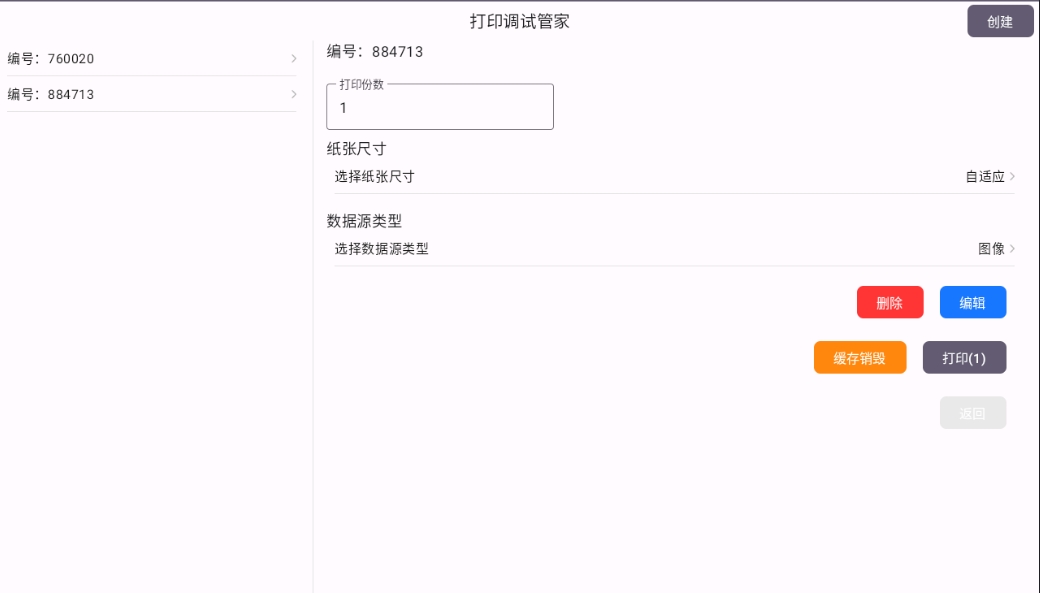 打印调试管家
创建
编号：760020
编号：884713
编号：884713
打印份数
1
纸张尺寸
选择纸张尺寸
自适应
数据源类型
选择数据源类型
图像
删除
编辑
缓存销毁
打印(1)
返回